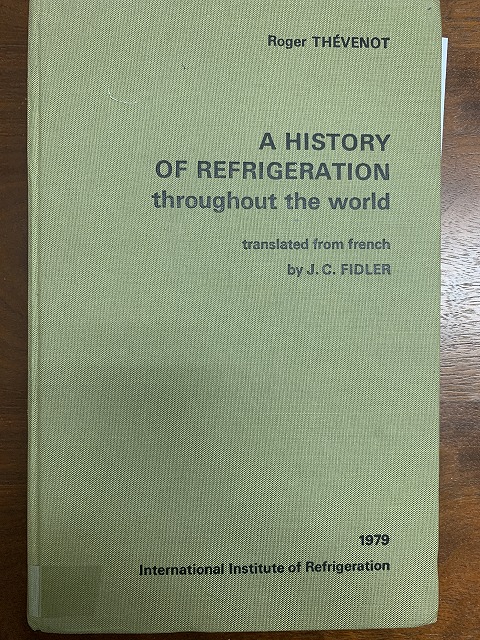 Roger THÉVENOT
A HISTORY
OF REFRIGERATION
throughout the world
translated from french
by J. C. FIDLER
1979
International Institute of Refrigeration